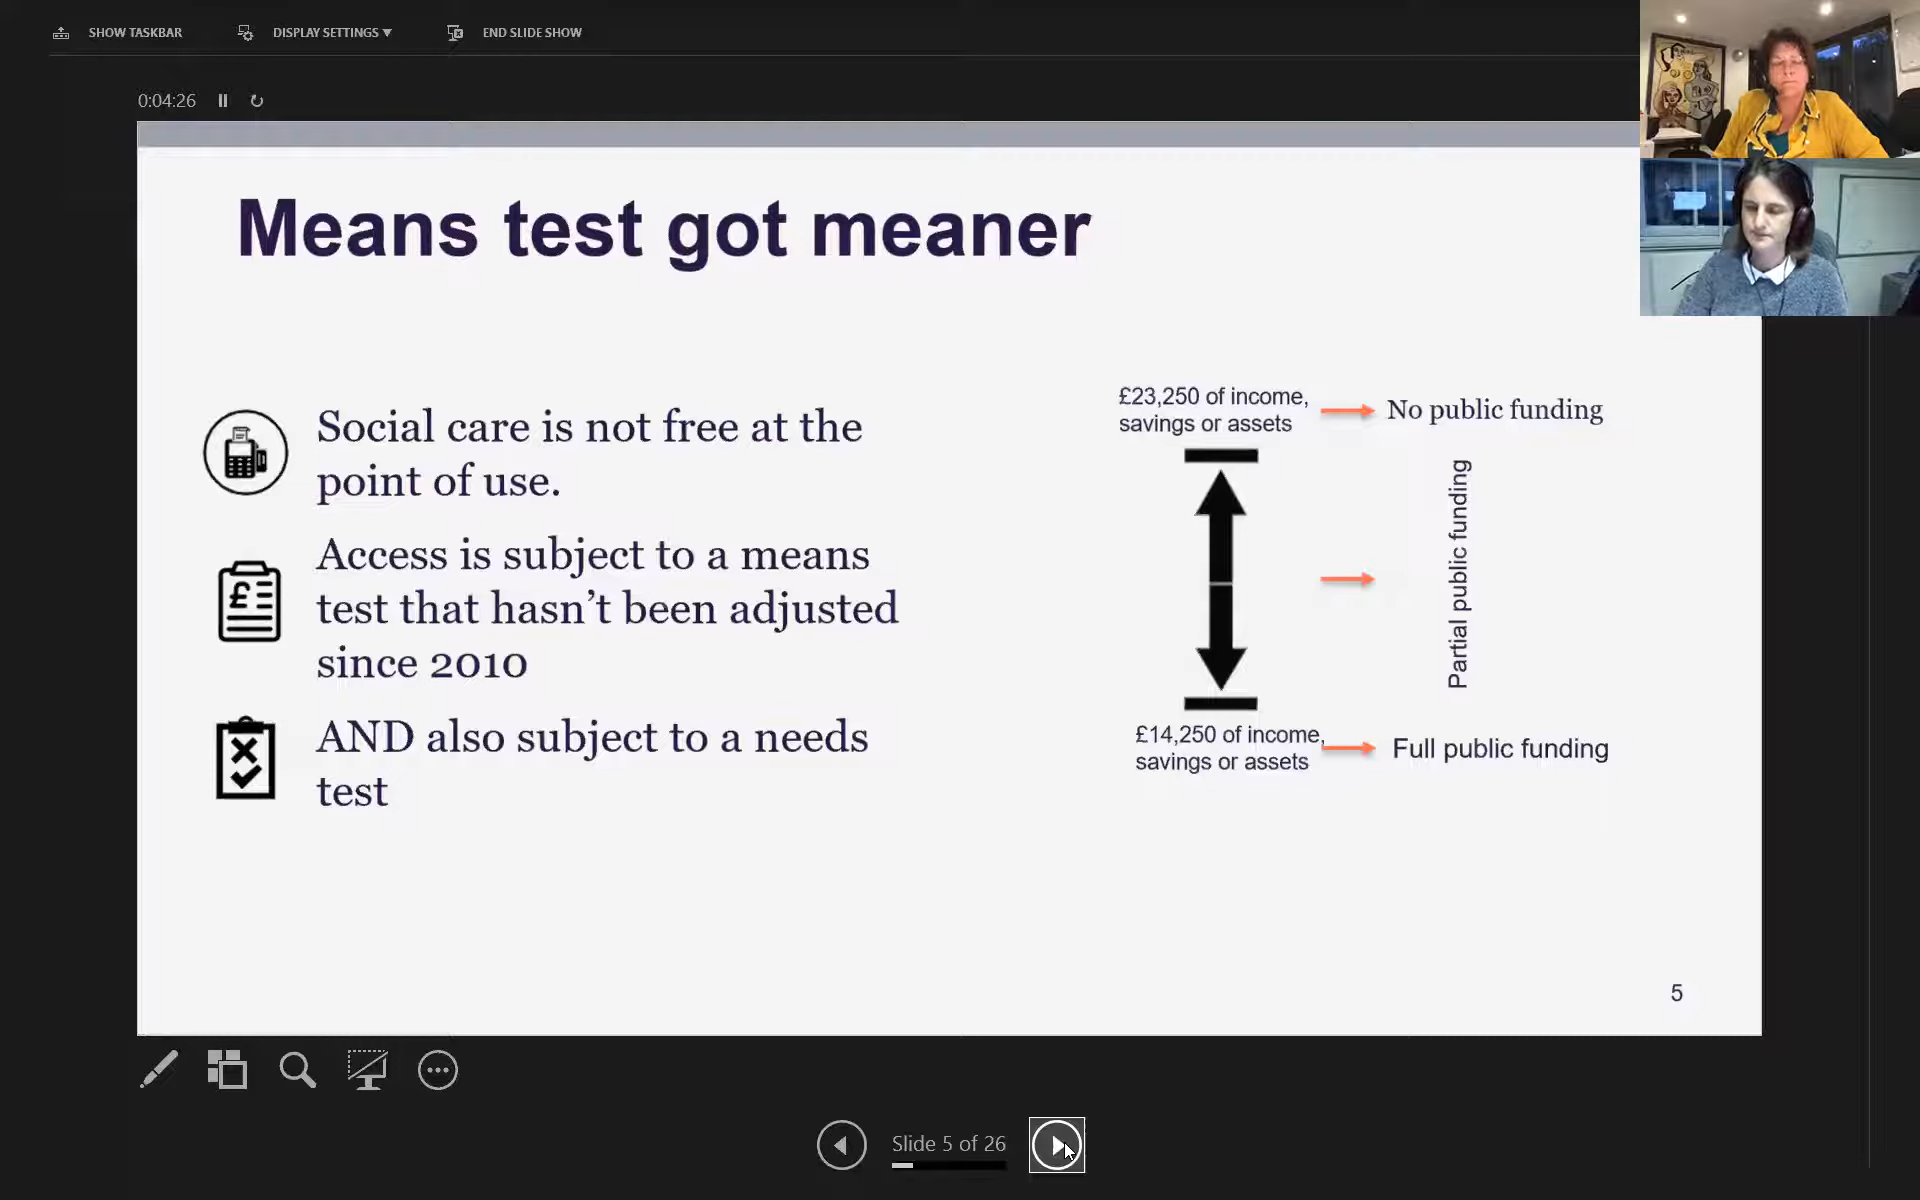 SHOW TASKBAR DISPLAY SETTINGS ▼ END SLIDE SHOW
0:04:26
Means test got meaner
Social care is not free at the
point of use.
Access is subject to a means
test that hasn’t been adjusted
since 2010
AND also subject to a needs
test
£23,250 of income,
savings or assets
No public funding
Partial public funding
£14,250 of income,
savings or assets
Full public funding
5
Slide 5 of 26